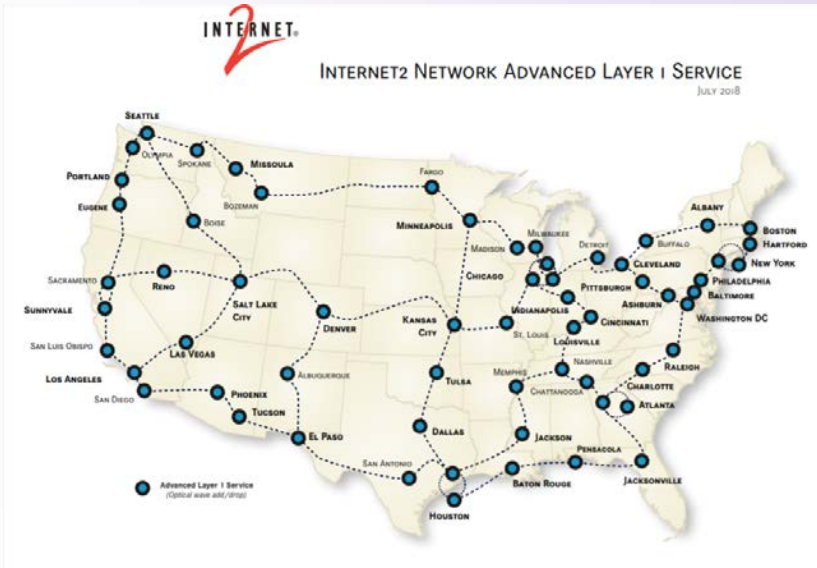 INTERNET®
2
INTERNET2 NETWORK ADVANCED LAYER 1 SERVICE
JULY 2018
SEATTLE
OLYMPIA
SPOKANE
MISSOULA
PORTLAND
BOZEMAN
EUGENE
BOISE
FARGO
MINNEAPOLIS
MADISON
MILWAUKEE
CHICAGO
DETROIT
ALBANY
BUFFALO
BOSTON
HARTFORD
NEW YORK
CLEVELAND
PHILADELPHIA
PITTSBURGH
BALTIMORE
ASHBURN
WASHINGTON DC
SACRAMENTO
RENO
SALT LAKE
CITY
SUNNYVALE
DENVER
KANSAS
CITY
INDIANAPOLIS
ST. LOUIS
CINCINNATI
LOUISVILLE
SAN LUIS OBISPO
LAS VEGAS
LOS ANGELES
SAN DIEGO
ALBUQUERQUE
TULSA
MEMPHIS
NASHVILLE
CHATTANOOGA
RALEIGH
CHARLOTTE
ATLANTA
PHOENIX
TUCSON
EL PASO
DALLAS
JACKSON
SAN ANTONIO
PENSACOLA
BATON ROUGE
JACKSONVILLE
HOUSTON
Advanced Layer 1 Service
(Optical wave add/drop)